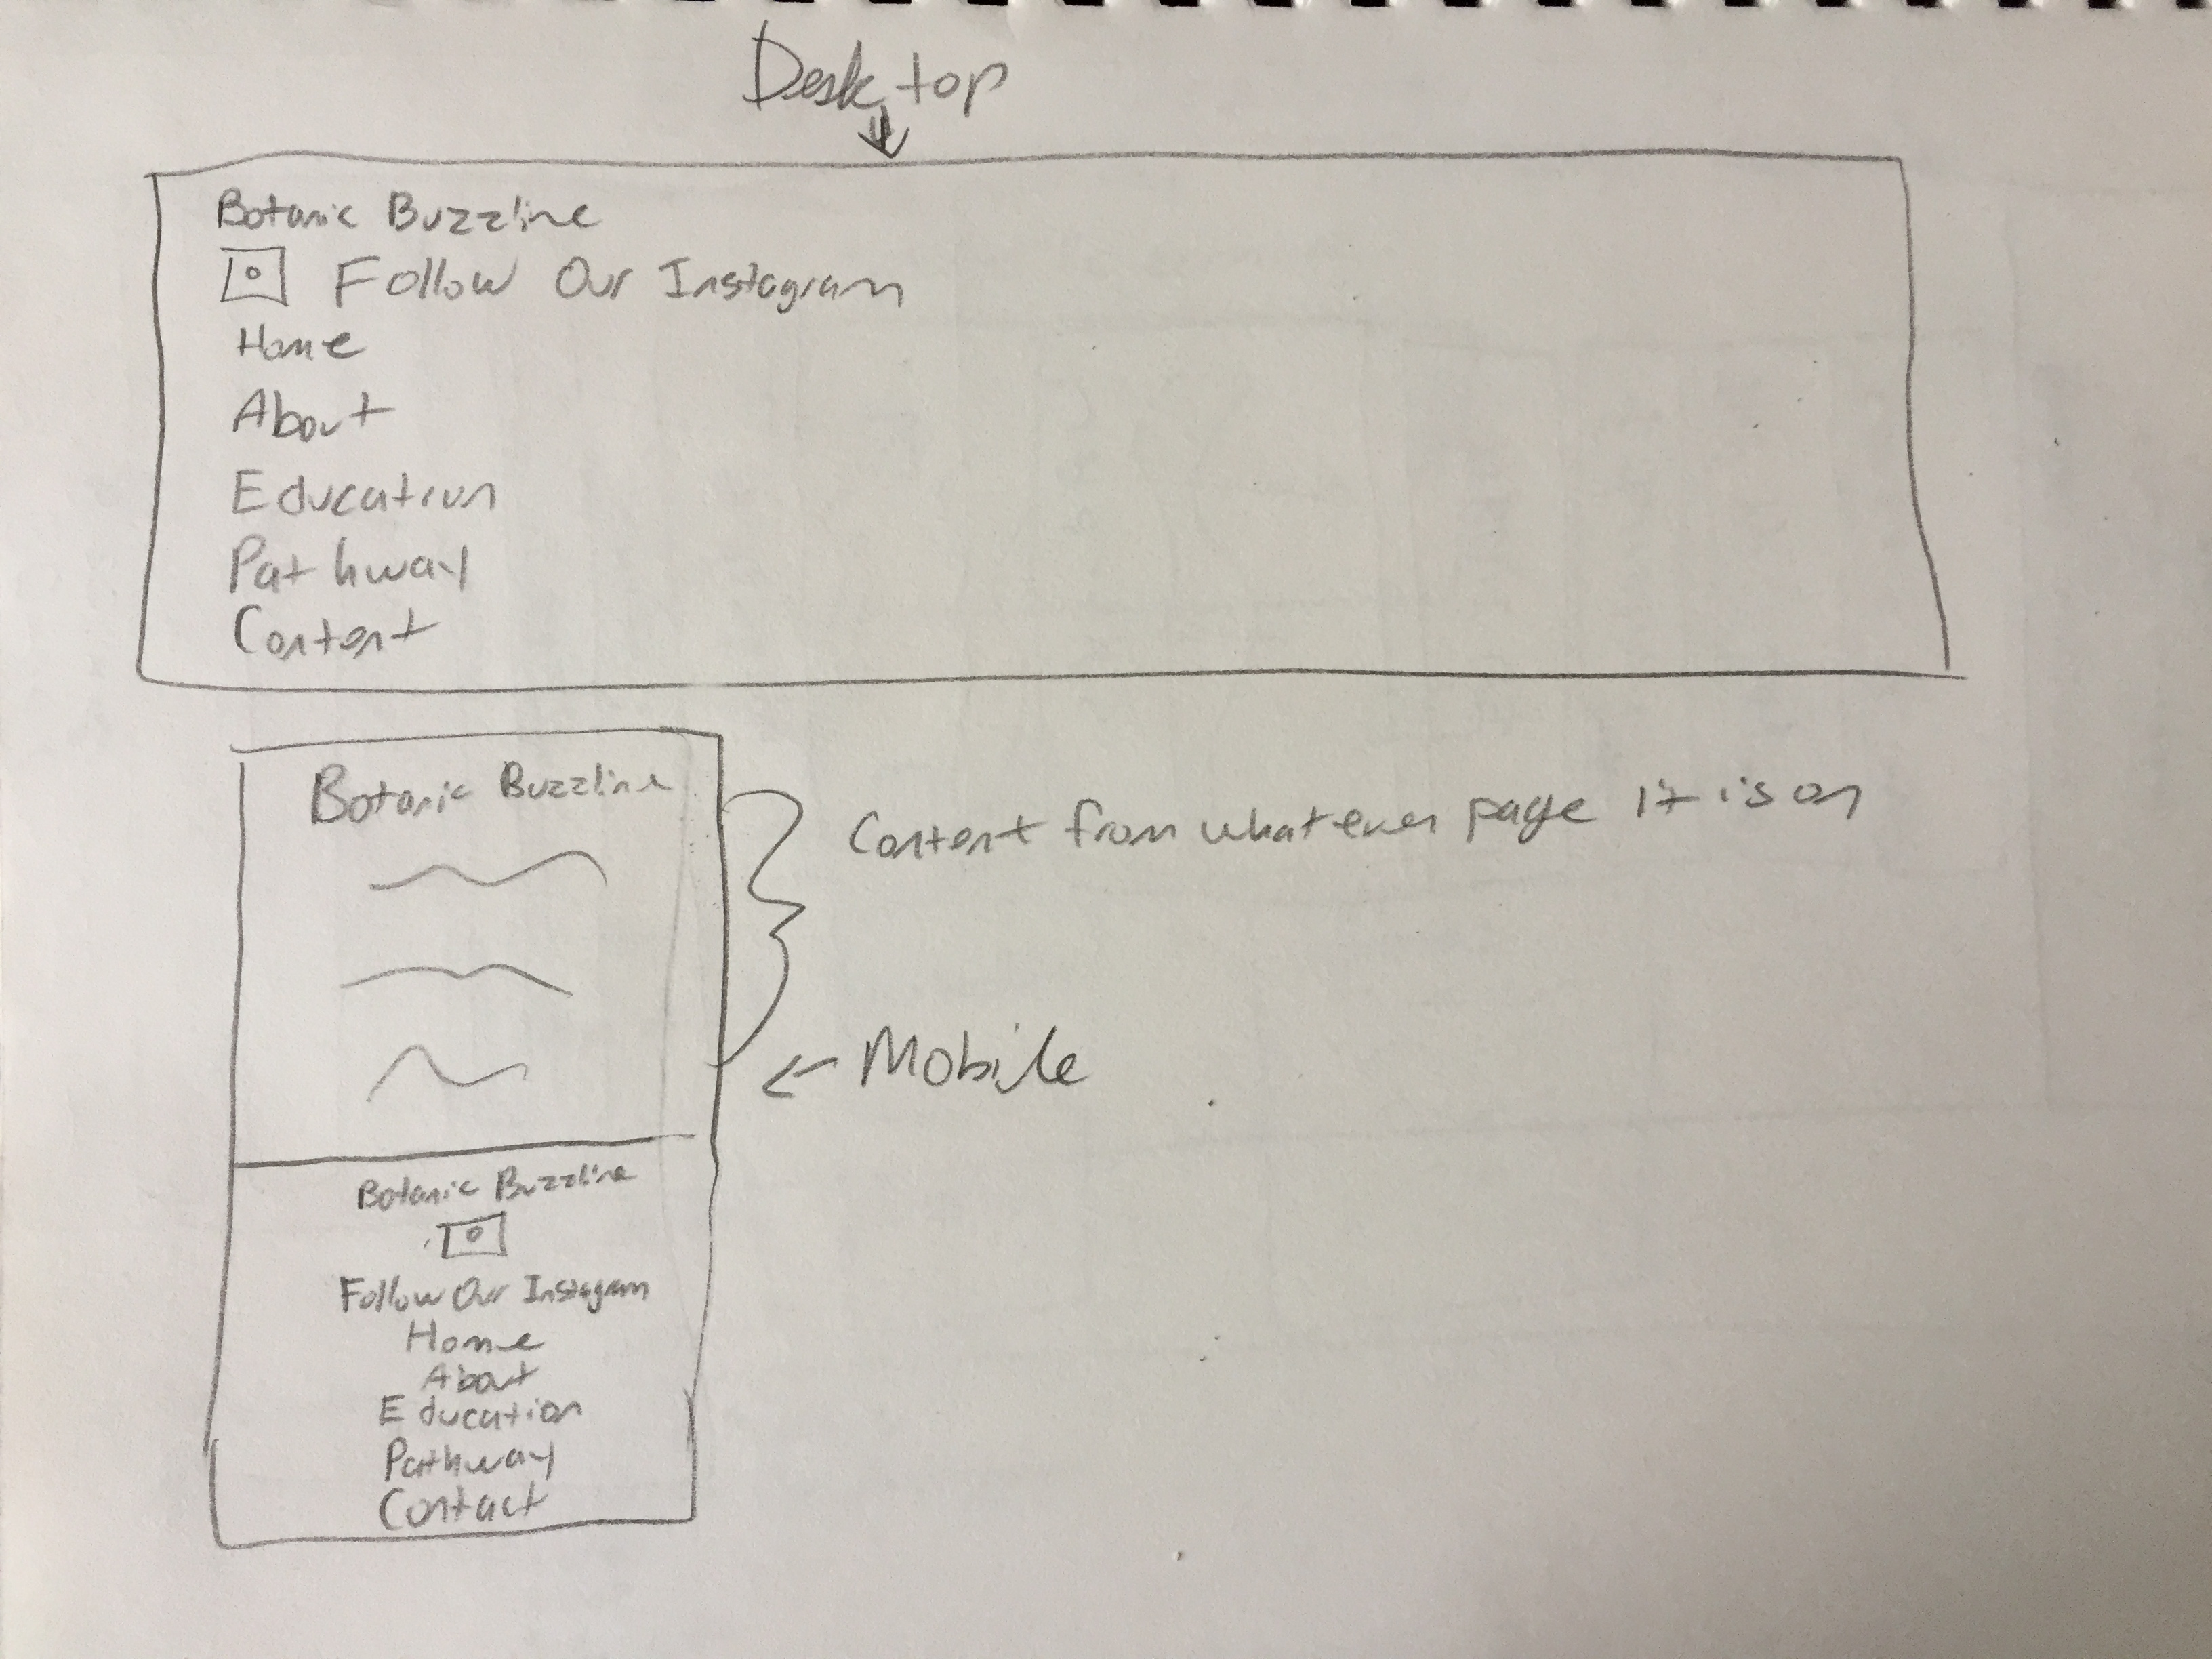 Desktop
Botanic Buzzline
Follow Our Instagram
Home
About
Education
Pathway
Content
Botanic Buzzline
Content from whatever page it is on
Mobile
Botanic Buzzline
Follow Our Instagram
Home
About
Education
Pathway
Contact